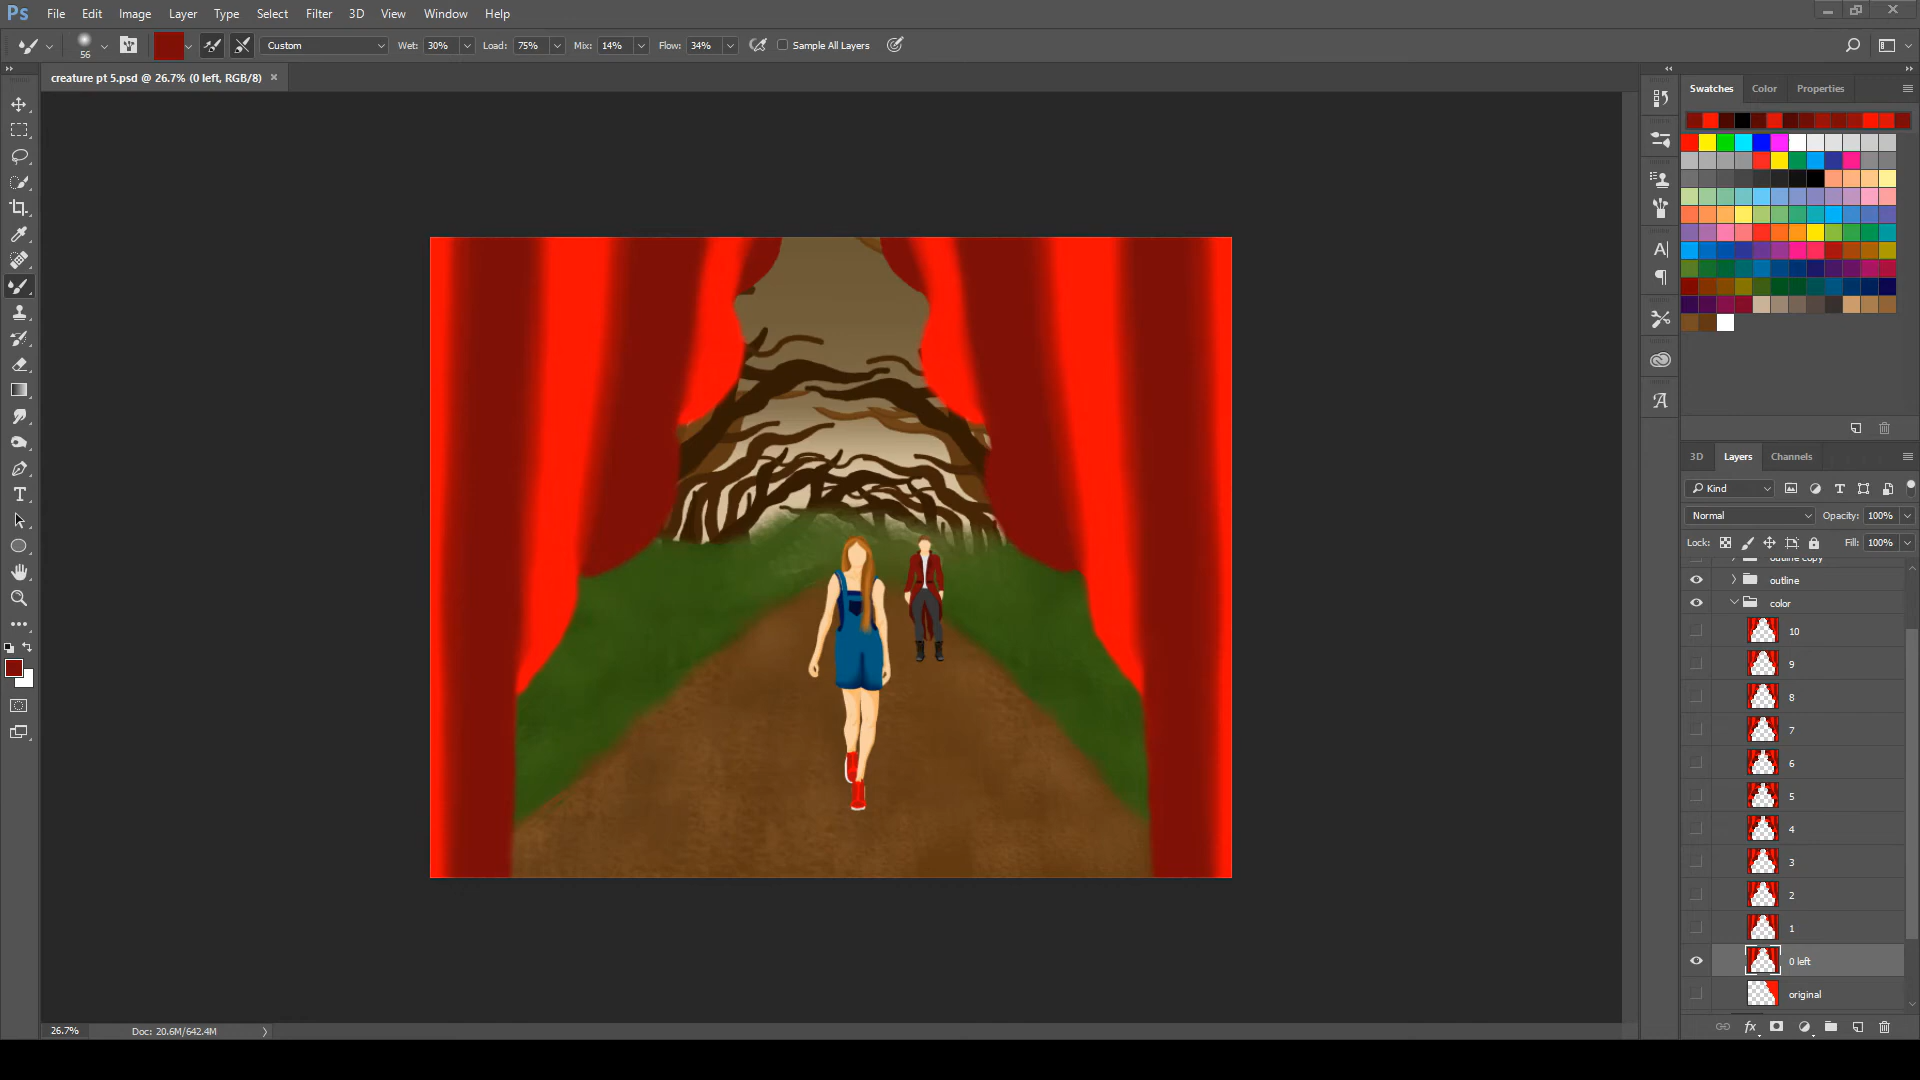 Ps File Edit Image Layer Type Select Filter 3D View Window Help
56 Custom Wet: 30% Load: 75% Mix: 14% Flow: 34% Sample All Layers
creature pt 5.psd @ 26.7% (0 left, RGB/8) ×
Swatches Color Properties
3D Layers Channels
Kind
Normal Opacity: 100%
Lock: Fill: 100%
outline
color
10
9
8
7
6
5
4
3
2
1
0 left
original
fx
26.7% Doc: 20.6M/642.4M